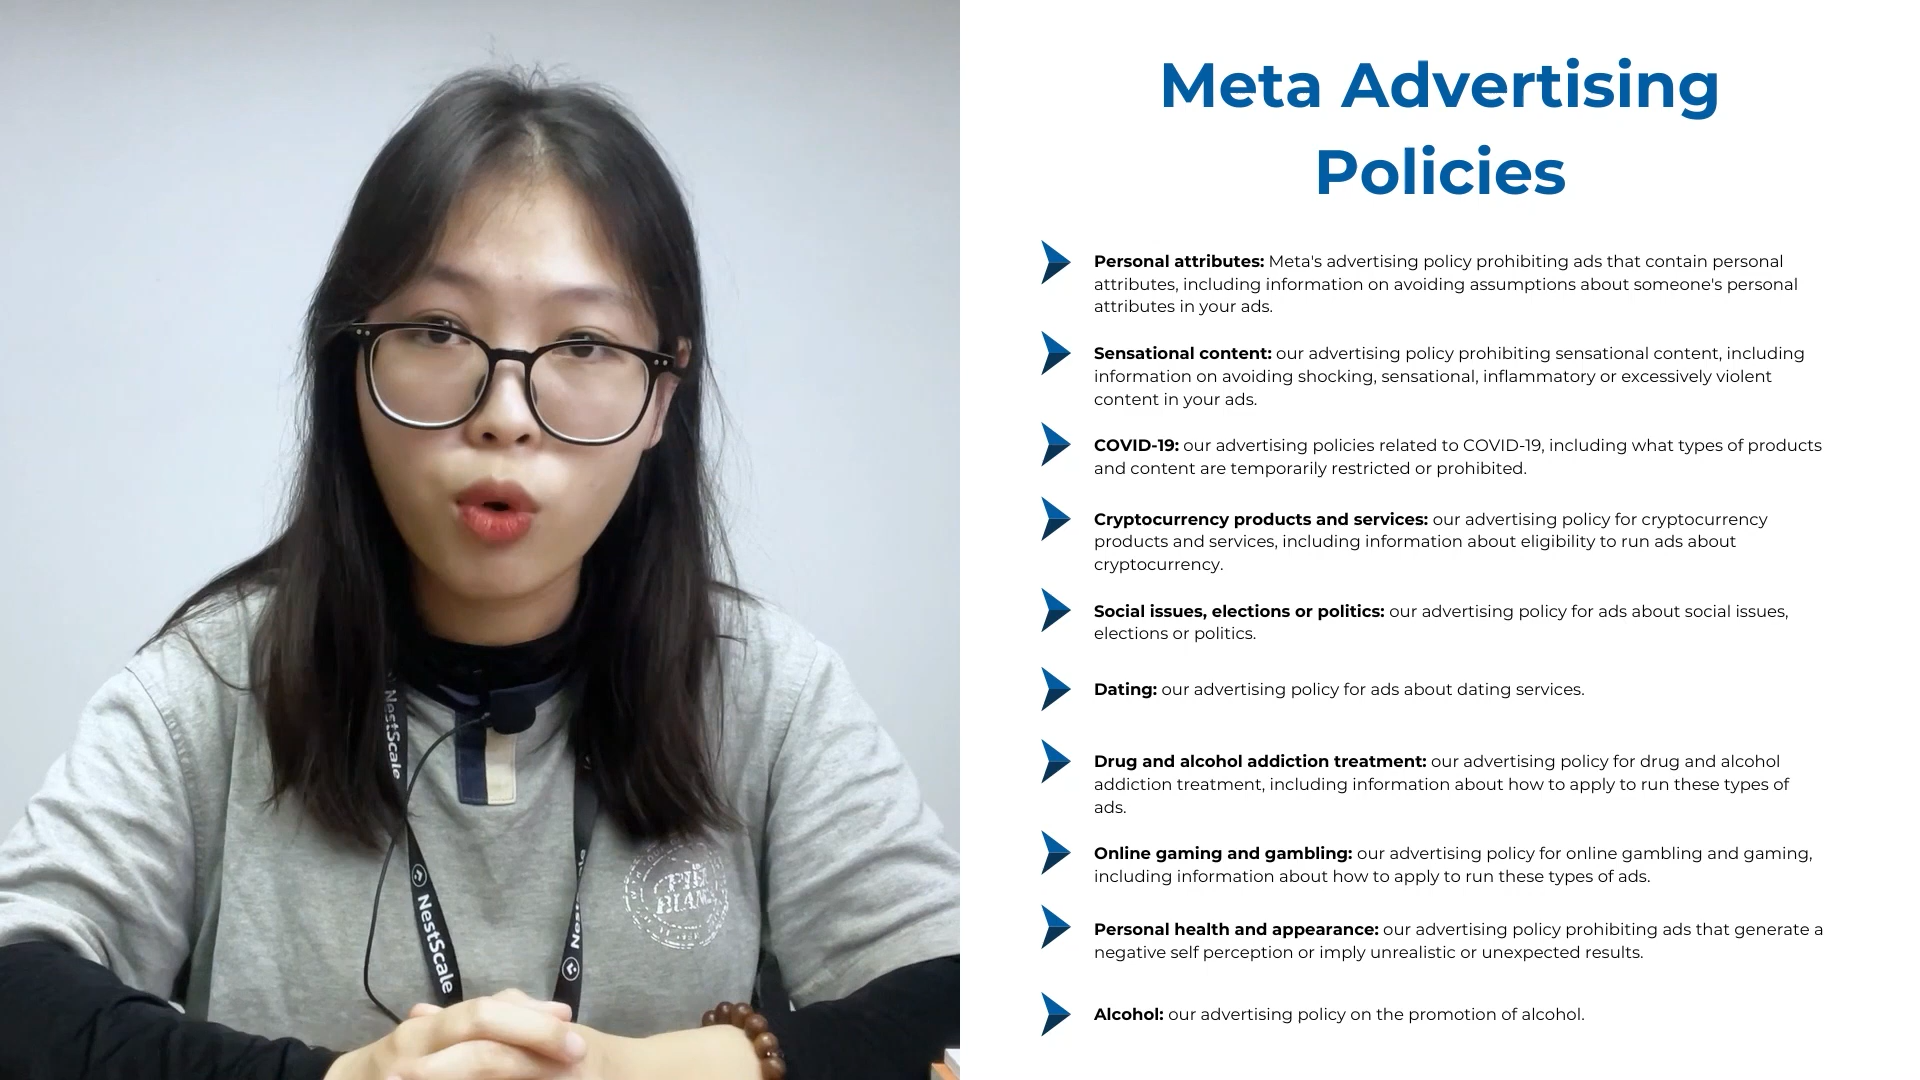 Meta Advertising
Policies
Personal attributes: Meta's advertising policy prohibiting ads that contain personal
attributes, including information on avoiding assumptions about someone's personal
attributes in your ads.
Sensational content: our advertising policy prohibiting sensational content, including
information on avoiding shocking, sensational, inflammatory or excessively violent
content in your ads.
COVID-19: our advertising policies related to COVID-19, including what types of products
and content are temporarily restricted or prohibited.
Cryptocurrency products and services: our advertising policy for cryptocurrency
products and services, including information about eligibility to run ads about
cryptocurrency.
Social issues, elections or politics: our advertising policy for ads about social issues,
elections or politics.
Dating: our advertising policy for ads about dating services.
Drug and alcohol addiction treatment: our advertising policy for drug and alcohol
addiction treatment, including information about how to apply to run these types of
ads.
Online gaming and gambling: our advertising policy for online gambling and gaming,
including information about how to apply to run these types of ads.
Personal health and appearance: our advertising policy prohibiting ads that generate a
negative self perception or imply unrealistic or unexpected results.
Alcohol: our advertising policy on the promotion of alcohol.
NestScale
NestScale